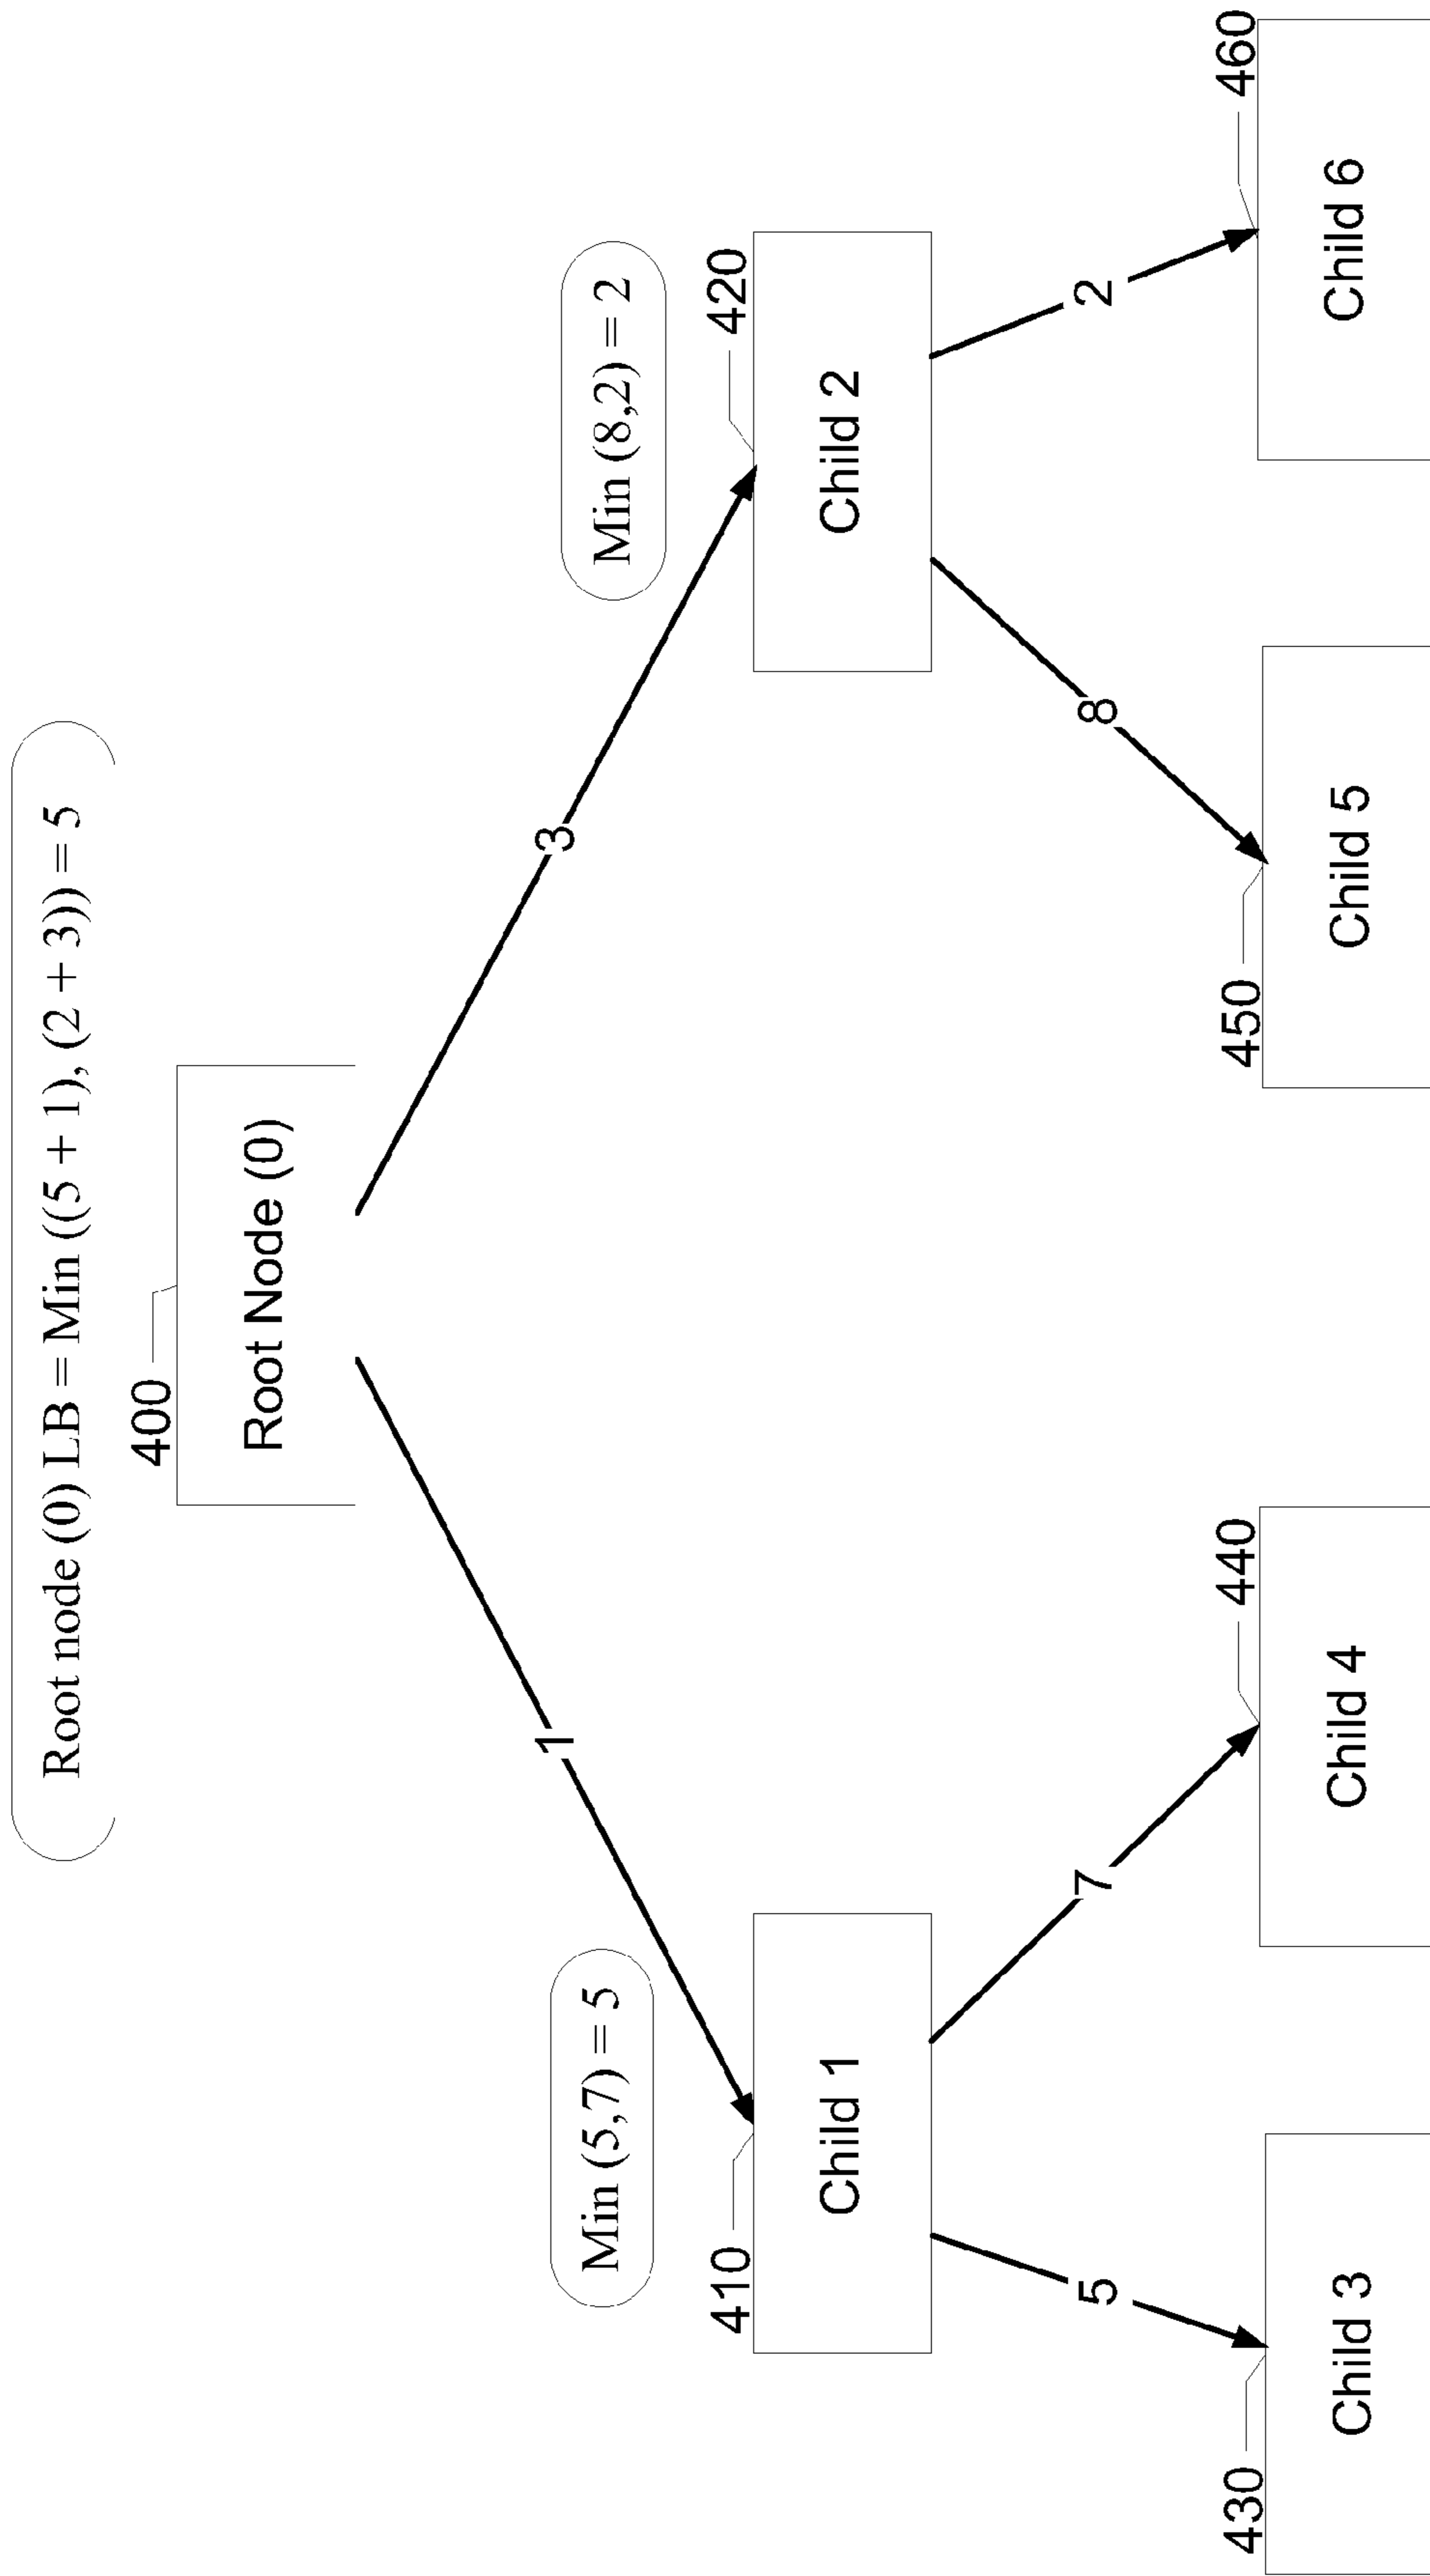 Root node (0) LB = Min ((5 + 1), (2 + 3)) = 5
400
Root Node (0)
1
3
Min (5,7) = 5
Min (8,2) = 2
410
420
Child 1
Child 2
5
7
8
2
430
440
450
460
Child 3
Child 4
Child 5
Child 6